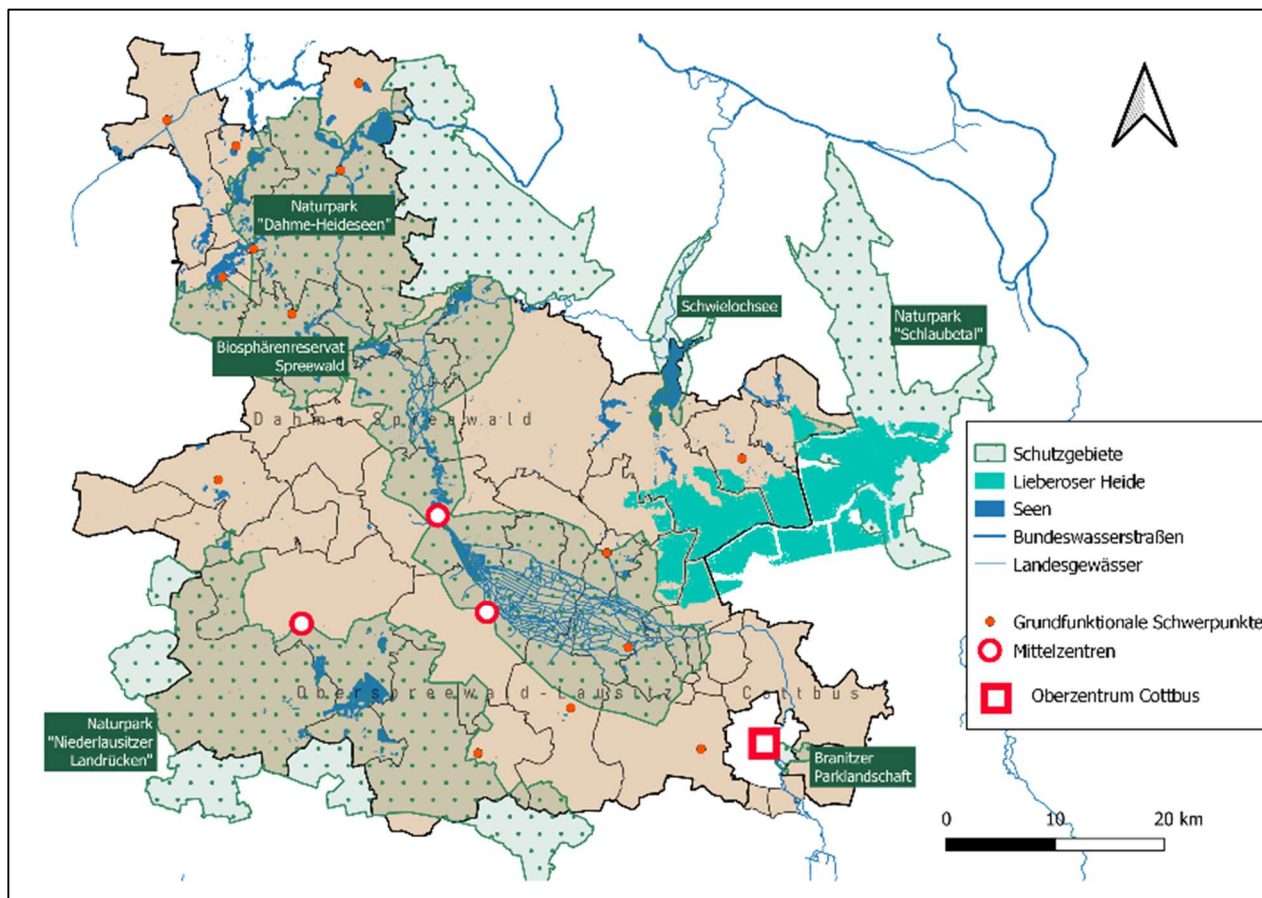 Naturpark
"Dahme-Heideseen"
Schwielochsee
Naturpark
"Schlaubetal"
Biosphärenreservat
Spreewald
Dahme Spreewald
Schutzgebiete
Lieberoser Heide
Seen
Bundeswasserstraßen
Landesgewässer
Grundfunktionale Schwerpunkte
Mittelzentren
Oberzentrum Cottbus
Oberspreewald-Lausitz
Cottbus
Naturpark
"Niederlausitzer
Landrücken"
Branitzer
Parklandschaft
0 10 20 km